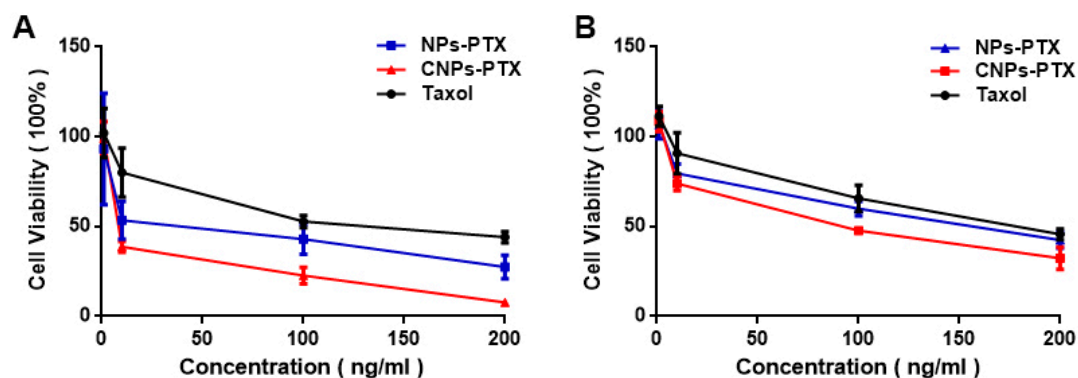 A
150
100
50
0
Cell Viability ( 100% )
NPs-PTX
CNPs-PTX
Taxol
0 50 100 150 200
Concentration ( ng/ml )
B
150
100
50
0
Cell Viability ( 100% )
NPs-PTX
CNPs-PTX
Taxol
0 50 100 150 200
Concentration ( ng/ml )